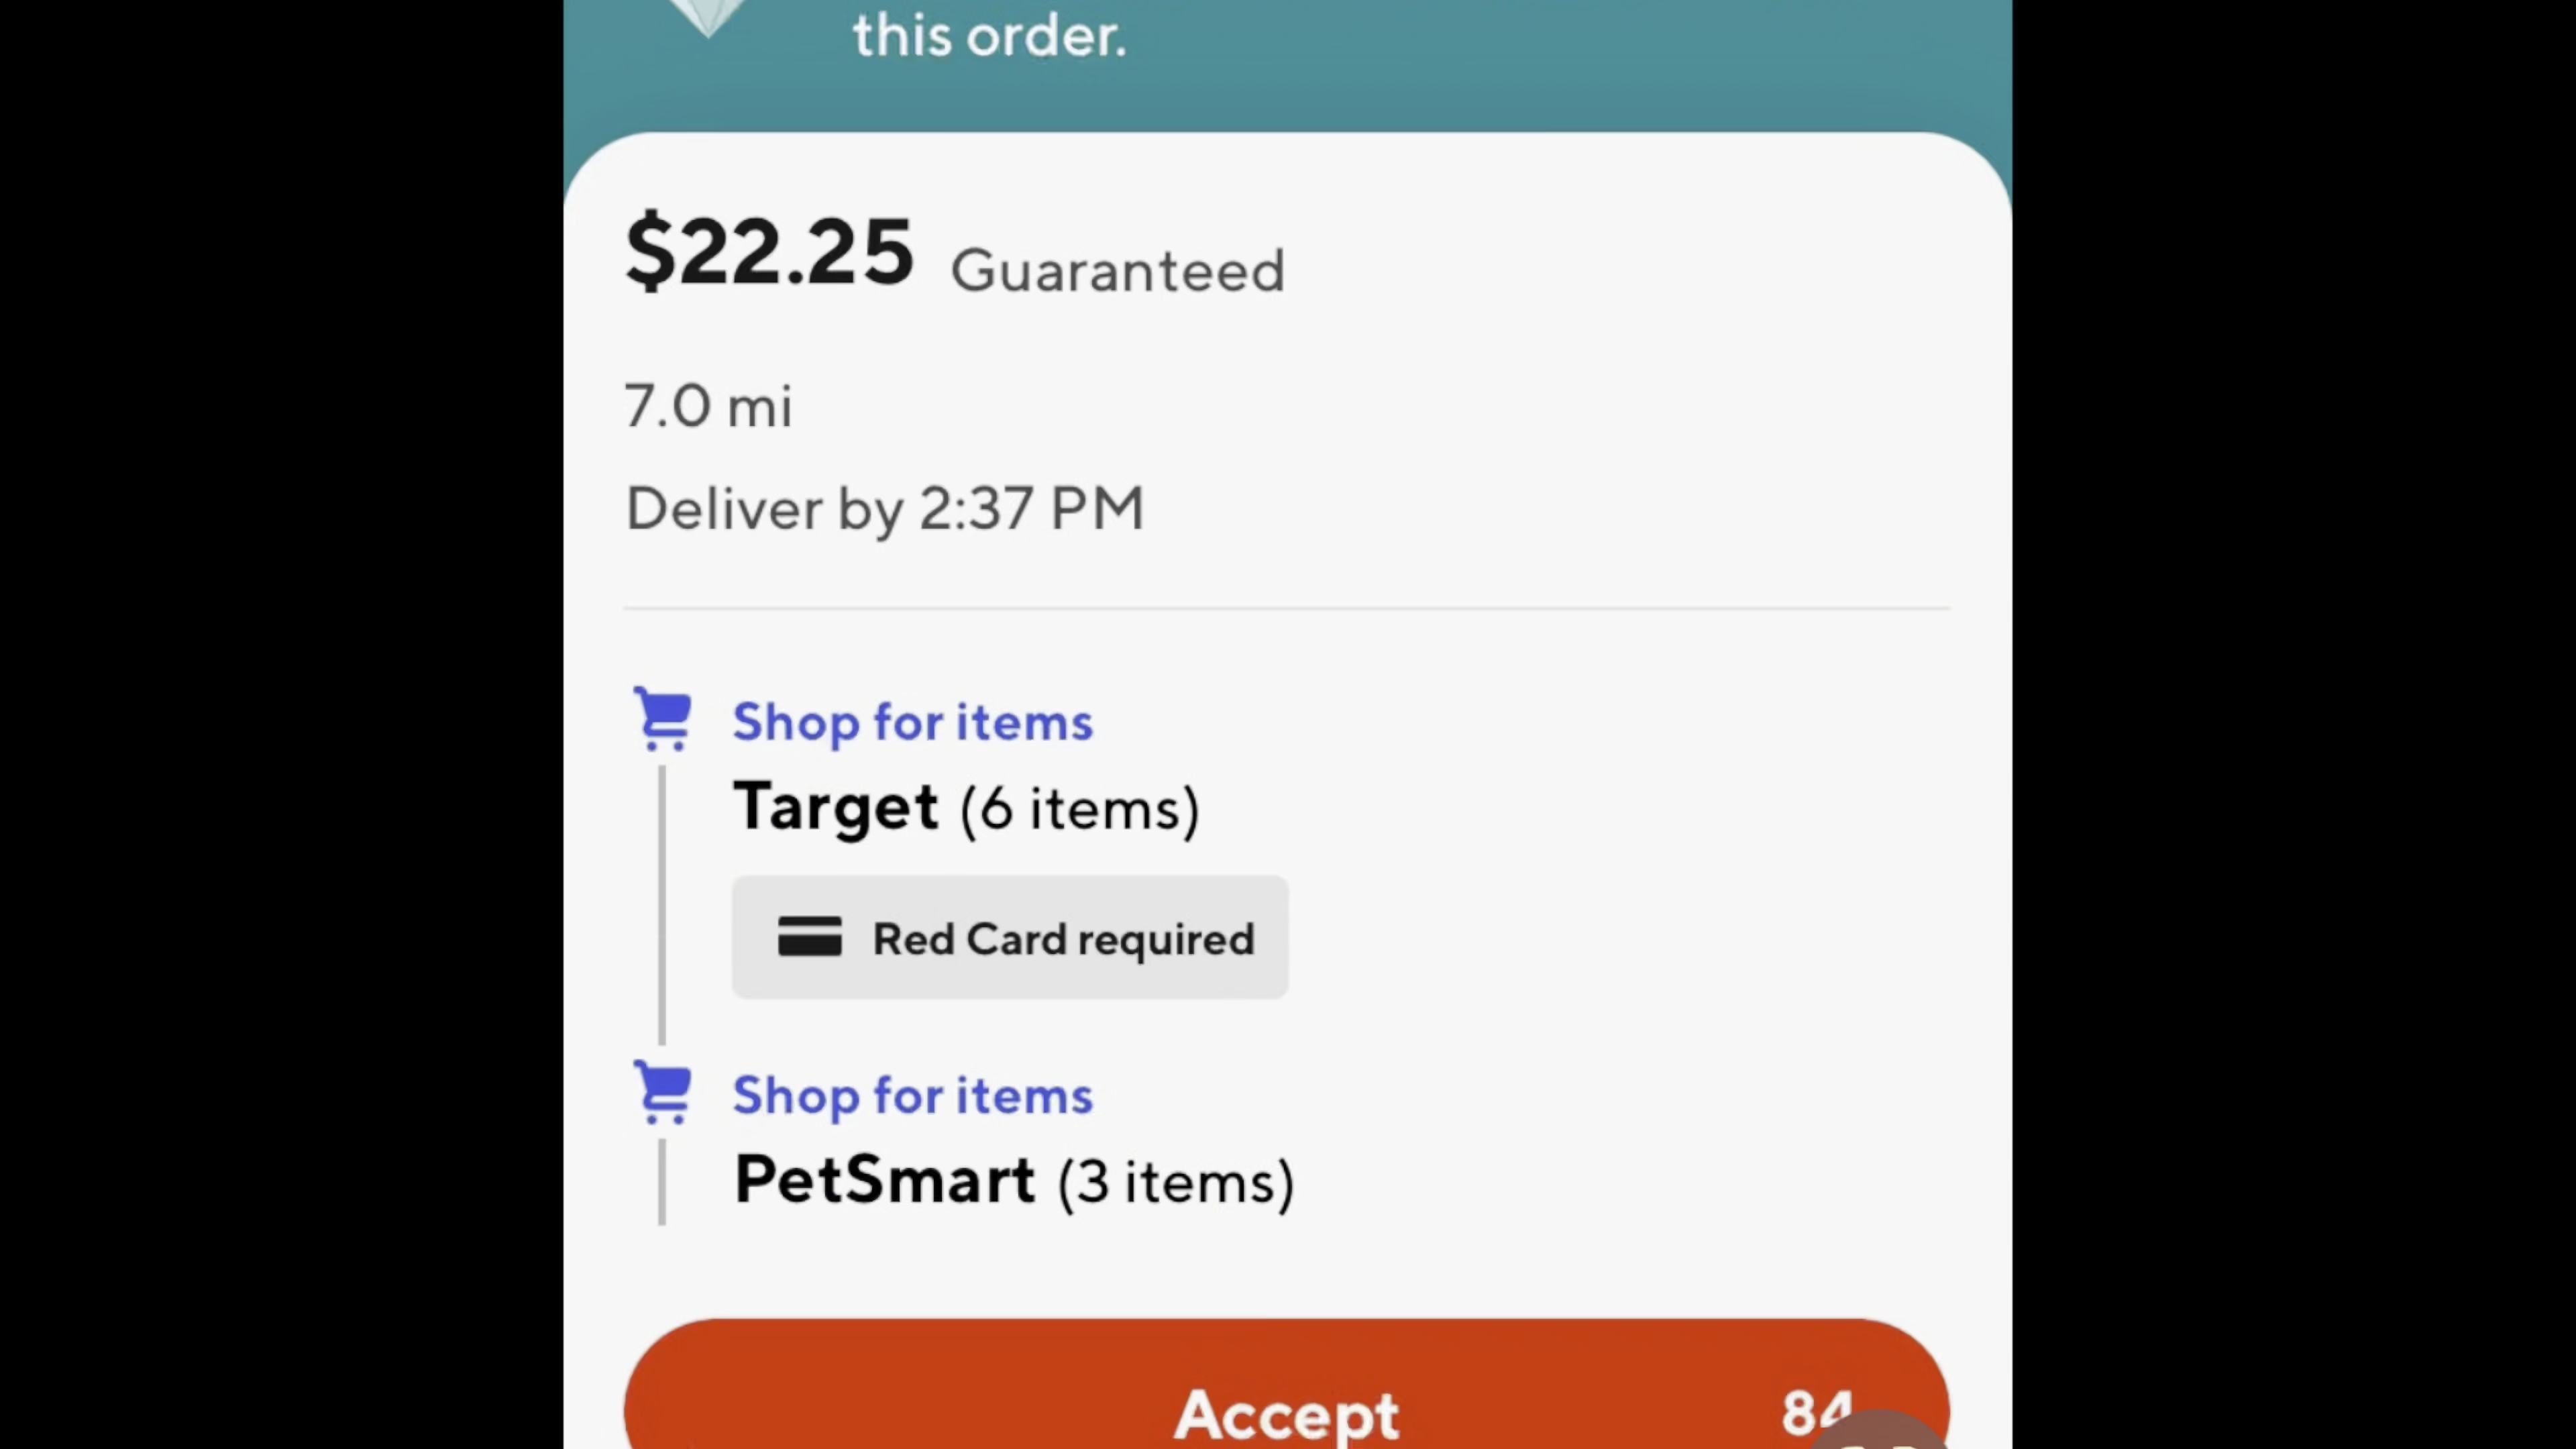 this order.
$22.25 Guaranteed
7.0 mi
Deliver by 2:37 PM
Shop for items
Target (6 items)
Red Card required
Shop for items
PetSmart (3 items)
Accept 84